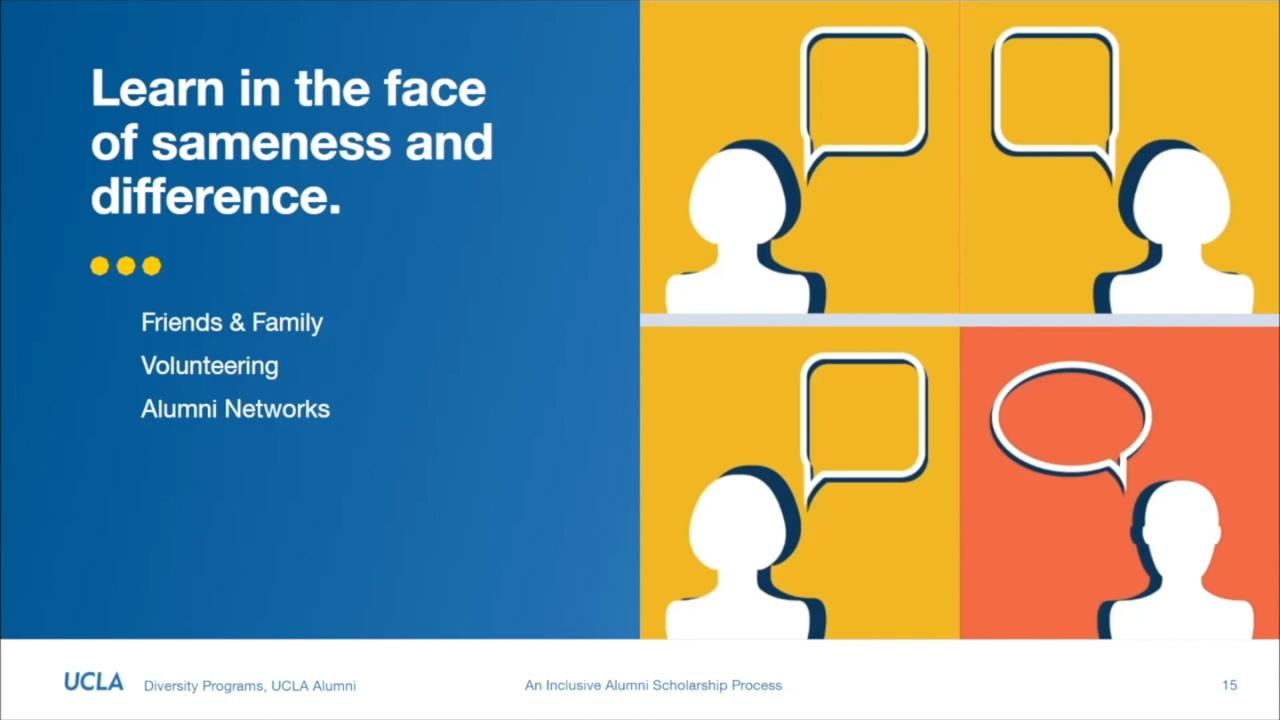 Learn in the face
of sameness and
difference.
Friends & Family
Volunteering
Alumni Networks
UCLA
Diversity Programs, UCLA Alumni
An Inclusive Alumni Scholarship Process
15